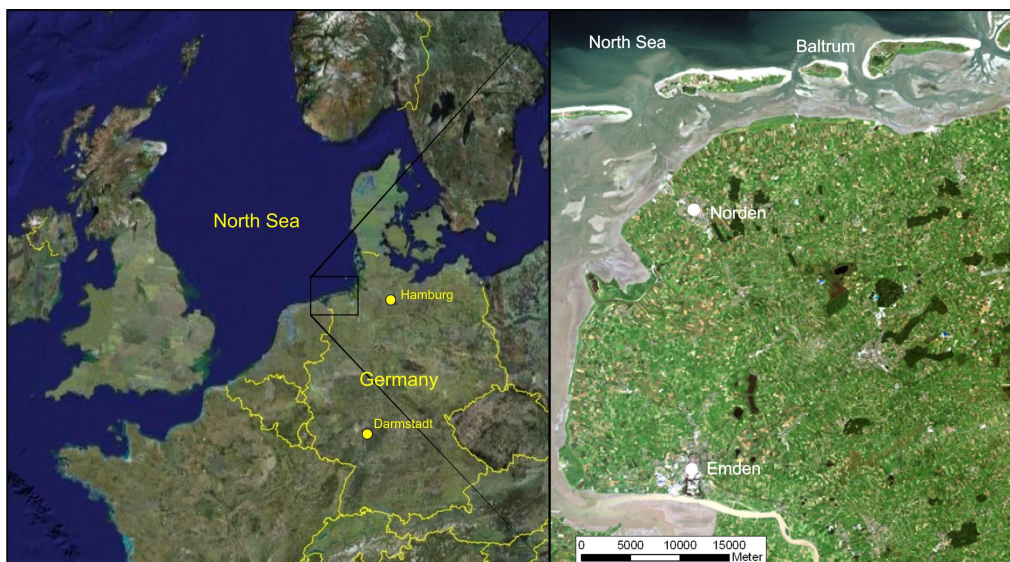 North Sea
Hamburg
Germany
Darmstadt
North Sea
Baltrum
Norden
Emden
0 5000 10000 15000
Meter